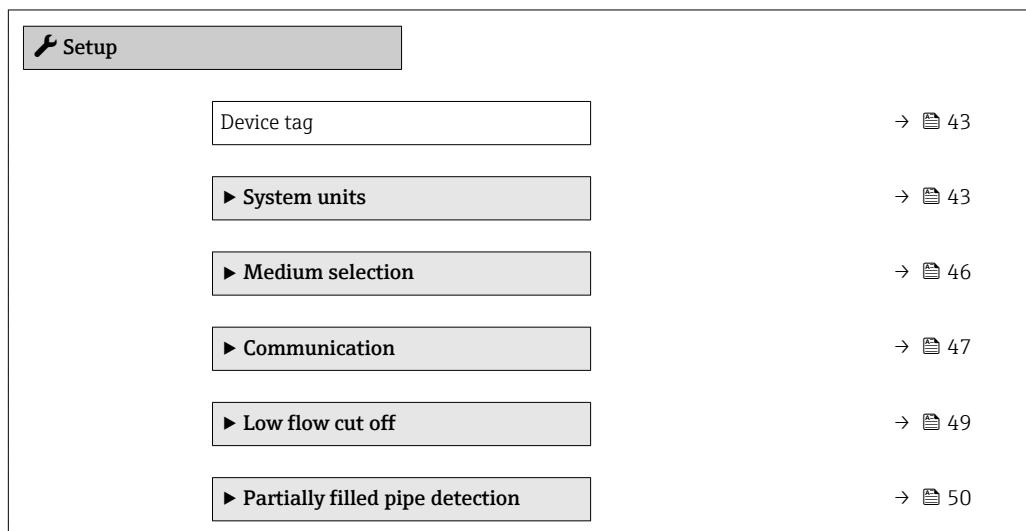 Setup
Device tag → 43
▶ System units → 43
▶ Medium selection → 46
▶ Communication → 47
▶ Low flow cut off → 49
▶ Partially filled pipe detection → 50